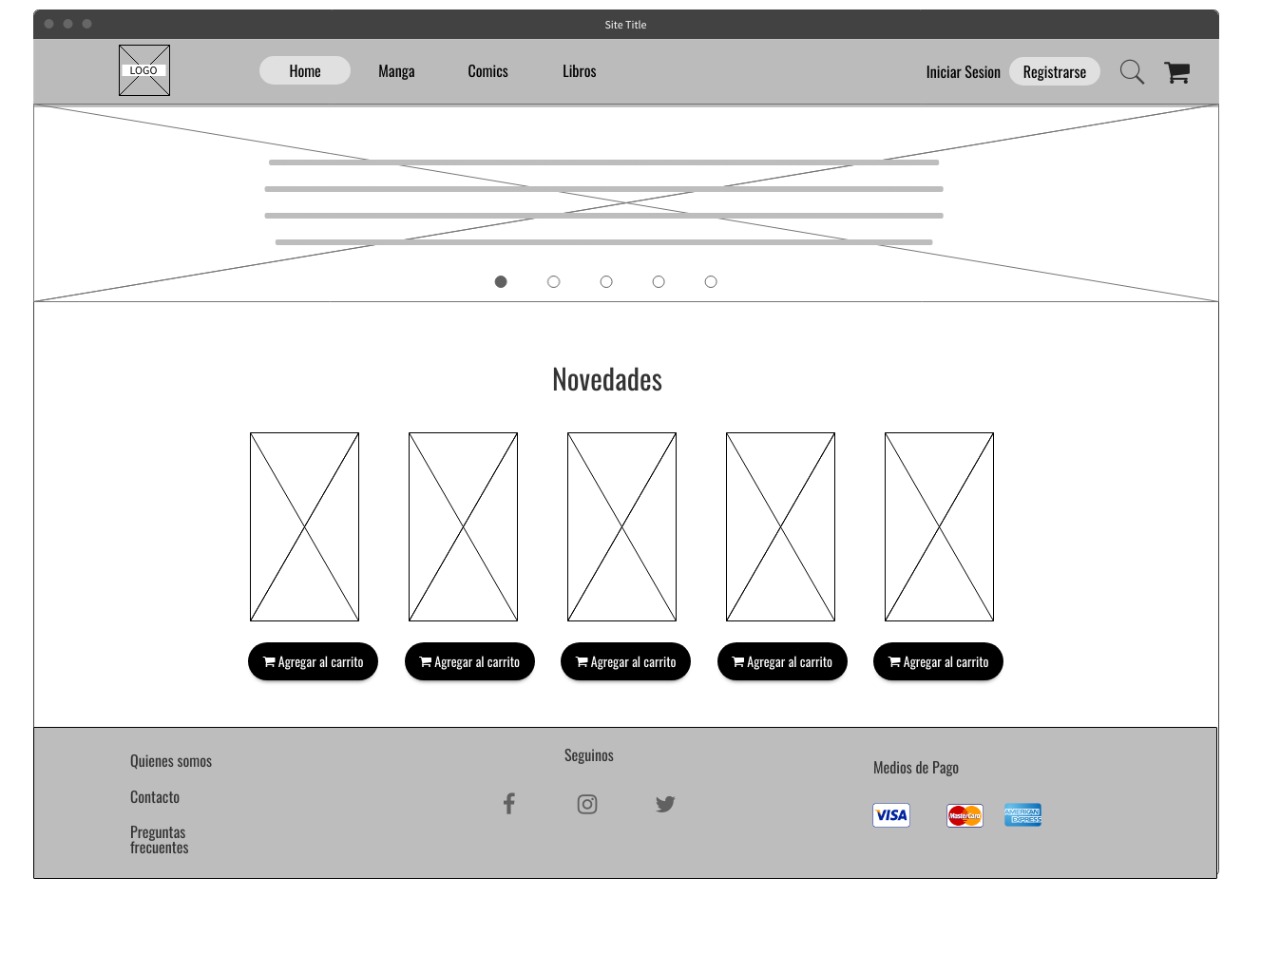 Site Title
LOGO
Home
Manga
Comics
Libros
Iniciar Sesion
Registrarse
Novedades
Agregar al carrito
Agregar al carrito
Agregar al carrito
Agregar al carrito
Agregar al carrito
Quienes somos
Contacto
Preguntas
frecuentes
Seguinos
Medios de Pago
VISA
MasterCard
AMERICAN
EXPRESS